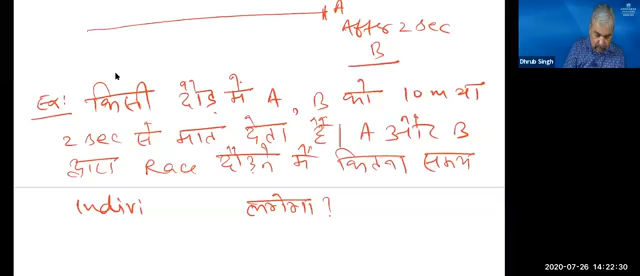 A
After 2 sec
B
Ex: किसी दौड़ में A, B को 10 m या
2 sec से मात देता है। A और B
द्वारा Race दौड़ने में कितना समय
Indivi लगेगा ?
Dhrub Singh
2020-07-26 14:22:30